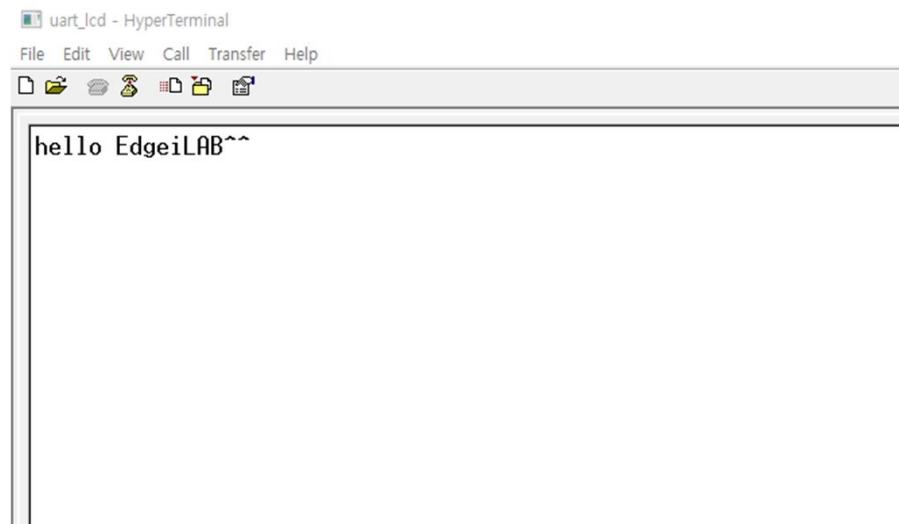 uart_lcd - HyperTerminal
File Edit View Call Transfer Help
hello EdgeiLAB^^